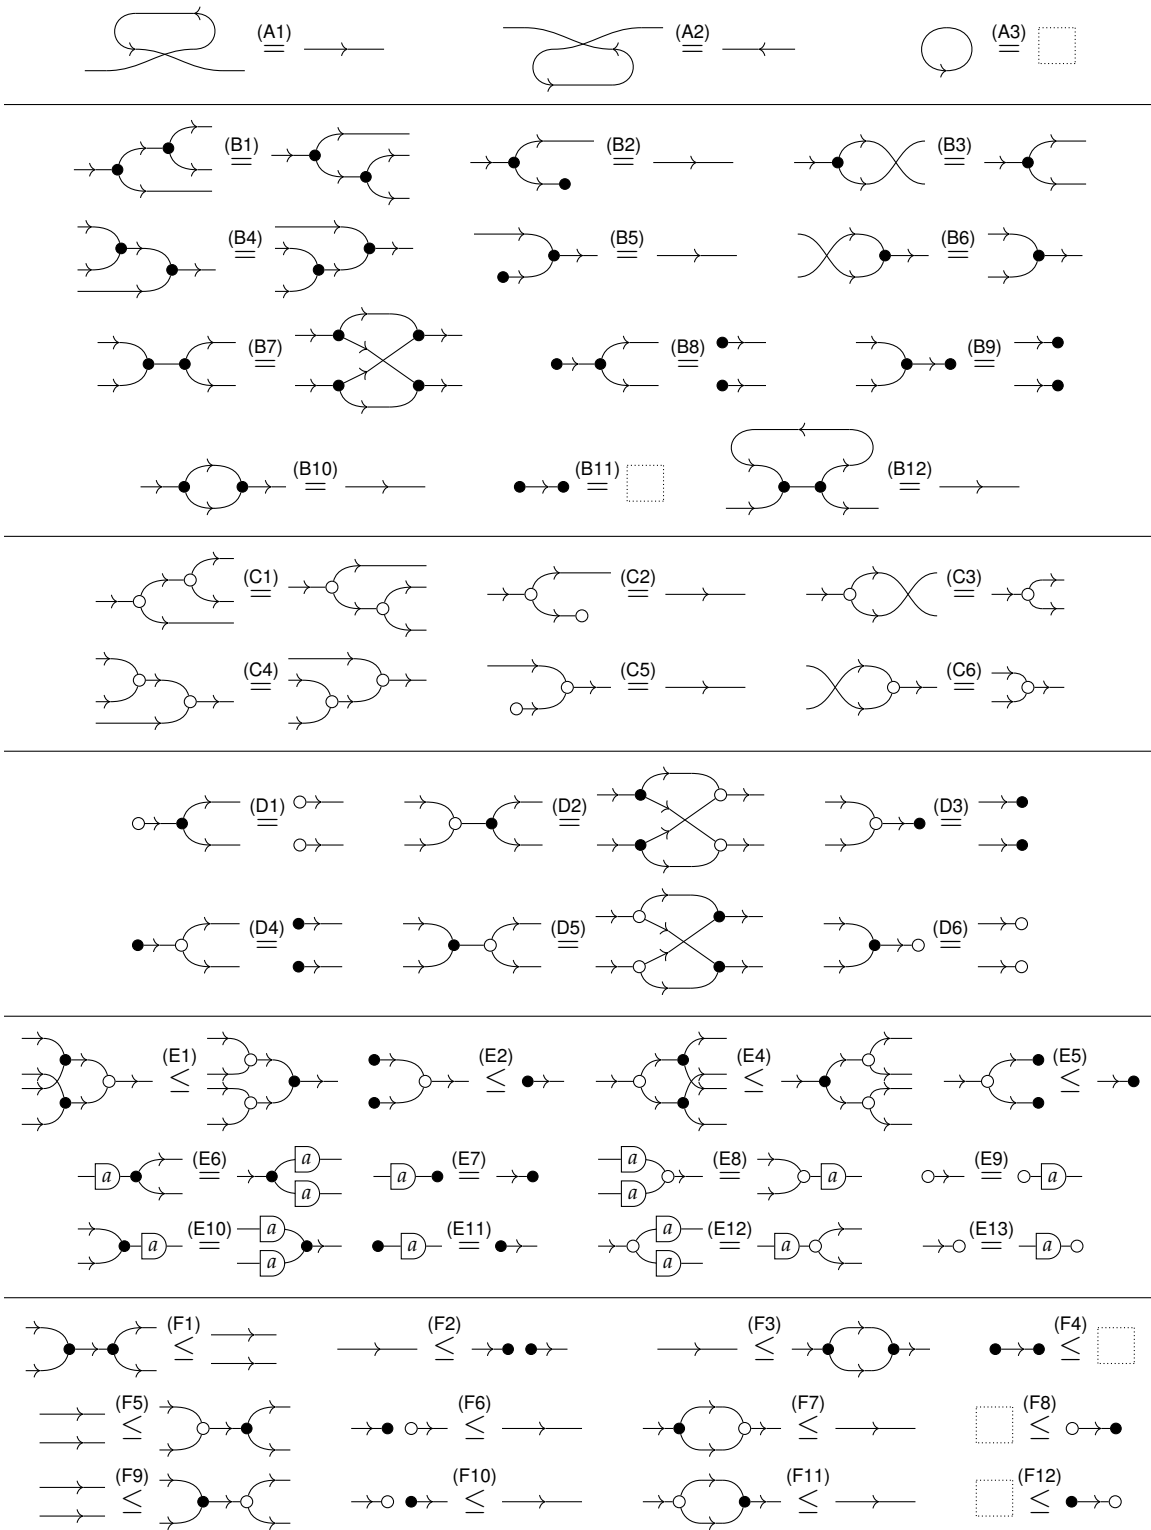 (A1) (A2) (A3)
(B1) (B2) (B3)
(B4) (B5) (B6)
(B7) (B8) (B9)
(B10) (B11) (B12)
(C1) (C2) (C3)
(C4) (C5) (C6)
(D1) (D2) (D3)
(D4) (D5) (D6)
(E1) (E2) (E4) (E5)
a (E6) a a a (E7) a a (E8) a (E9) a
a (E10) a a a (E11) a a (E12) a (E13) a
(F1) (F2) (F3) (F4)
(F5) (F6) (F7) (F8)
(F9) (F10) (F11) (F12)